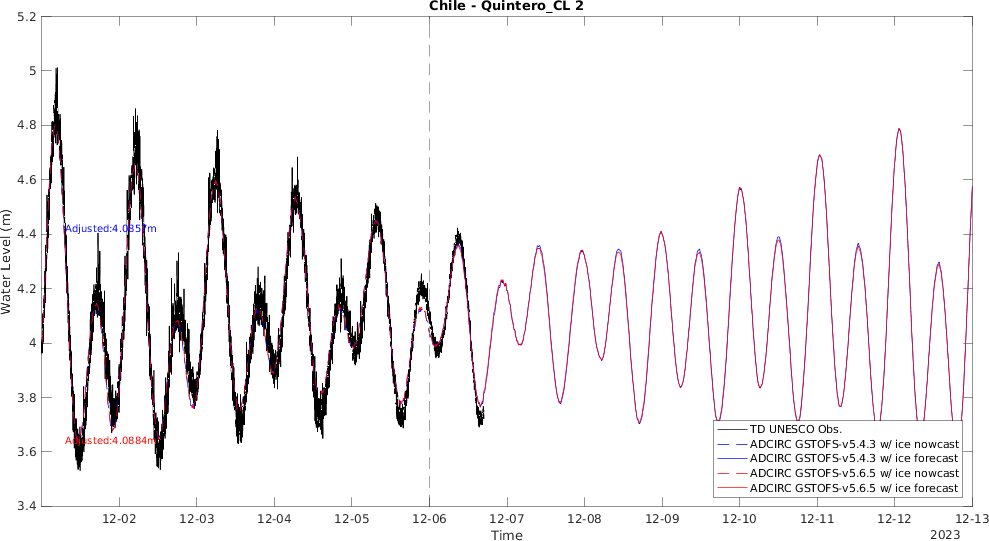 Chile - Quintero_CL 2
5.2
5
4.8
4.6
4.4
4.2
4
3.8
3.6
3.4
Water Level (m)
Adjusted:4.0357m
Adjusted:4.0884m
TD UNESCO Obs.
ADCIRC GSTOFS-v5.4.3 w/ ice nowcast
ADCIRC GSTOFS-v5.4.3 w/ ice forecast
ADCIRC GSTOFS-v5.6.5 w/ ice nowcast
ADCIRC GSTOFS-v5.6.5 w/ ice forecast
12-02 12-03 12-04 12-05 12-06 12-07 12-08 12-09 12-10 12-11 12-12 12-13
Time
2023